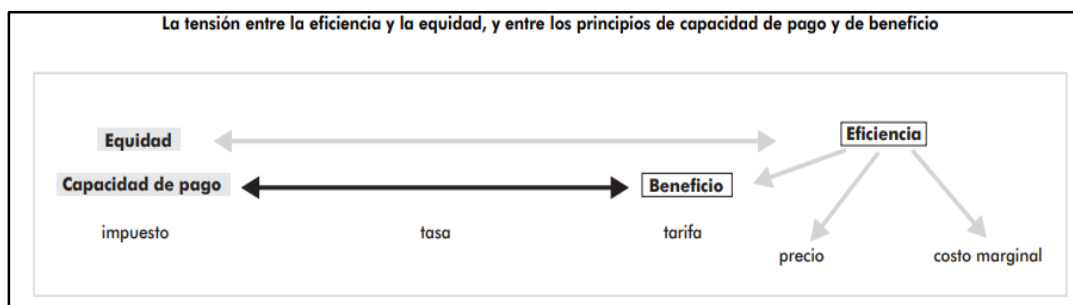 La tensión entre la eficiencia y la equidad, y entre los principios de capacidad de pago y de beneficio
Equidad
Eficiencia
Capacidad de pago
Beneficio
impuesto
tasa
tarifa
precio
costo marginal